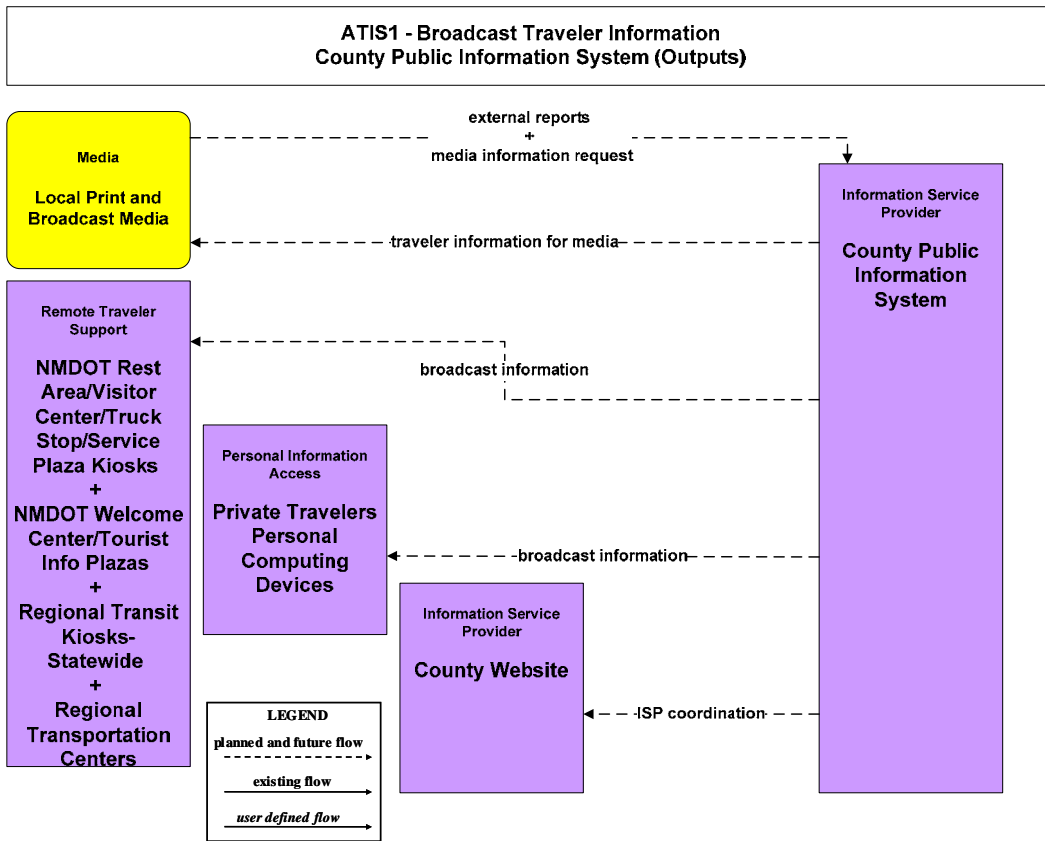 ATIS1 - Broadcast Traveler Information
County Public Information System (Outputs)
external reports
+
media information request
Media
Local Print and
Broadcast Media
traveler information for media
Information Service
Provider
County Public
Information
System
Remote Traveler
Support
NMDOT Rest
Area/Visitor
Center/Truck
Stop/Service
Plaza Kiosks
+
NMDOT Welcome
Center/Tourist
Info Plazas
+
Regional Transit
Kiosks-
Statewide
+
Regional
Transportation
Centers
broadcast information
Personal Information
Access
Private Travelers
Personal
Computing
Devices
broadcast information
Information Service
Provider
County Website
ISP coordination
LEGEND
planned and future flow
existing flow
user defined flow